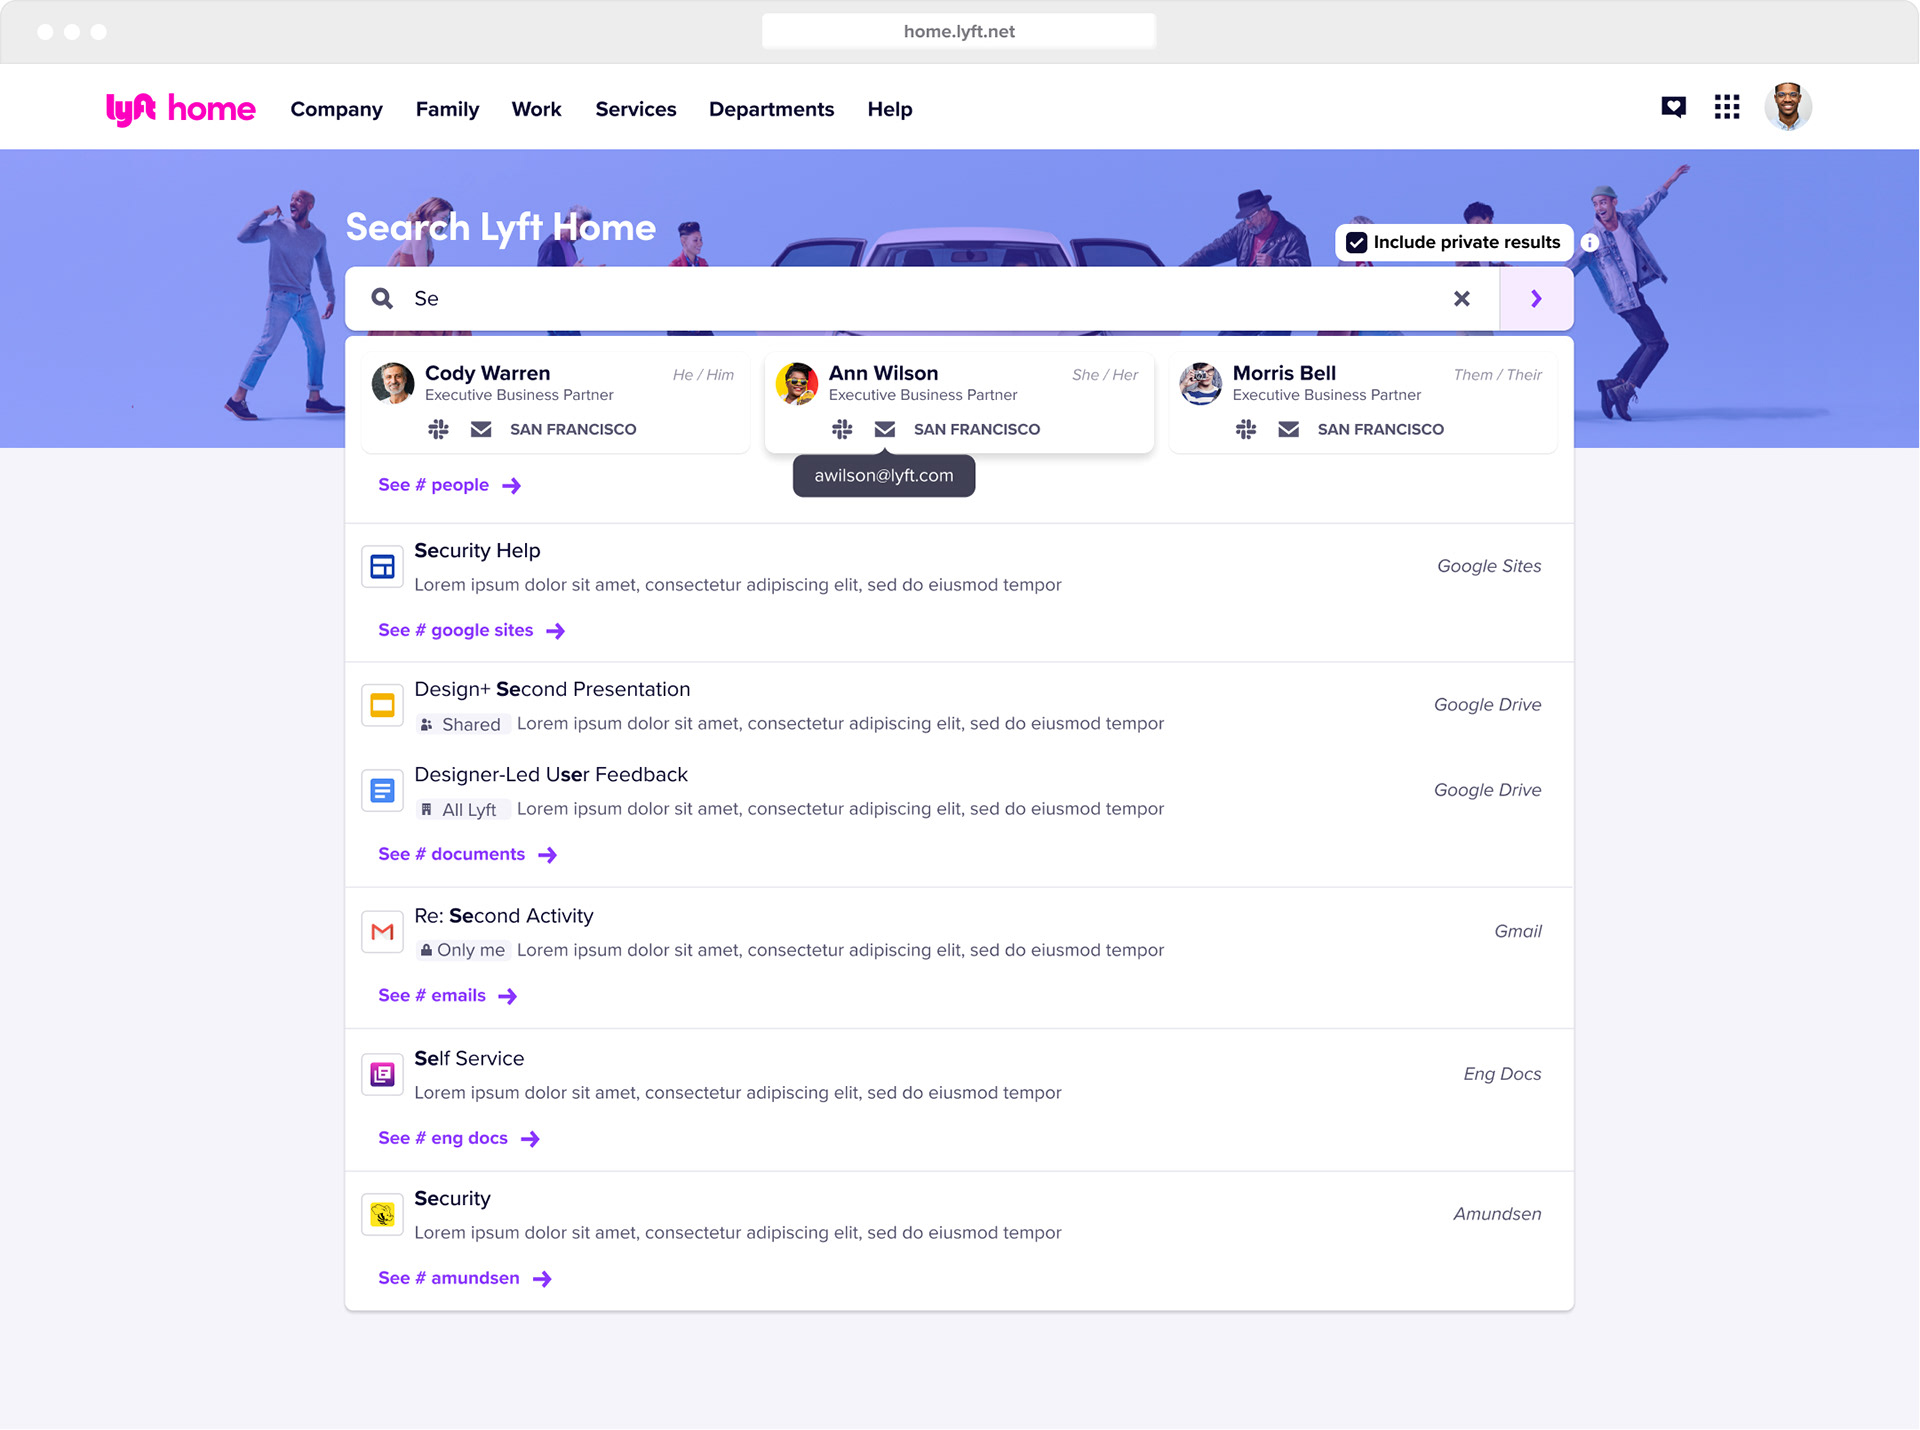 home.lyft.net
lyft home Company Family Work Services Departments Help
Search Lyft Home
Include private results
Se
Cody Warren He / Him
Executive Business Partner
SAN FRANCISCO
Ann Wilson She / Her
Executive Business Partner
SAN FRANCISCO
awilson@lyft.com
Morris Bell Them / Their
Executive Business Partner
SAN FRANCISCO
See # people
Security Help
Google Sites
Lorem ipsum dolor sit amet, consectetur adipiscing elit, sed do eiusmod tempor
See # google sites
Design+ Second Presentation
Google Drive
Shared Lorem ipsum dolor sit amet, consectetur adipiscing elit, sed do eiusmod tempor
Designer-Led User Feedback
Google Drive
All Lyft Lorem ipsum dolor sit amet, consectetur adipiscing elit, sed do eiusmod tempor
See # documents
Re: Second Activity
Gmail
Only me Lorem ipsum dolor sit amet, consectetur adipiscing elit, sed do eiusmod tempor
See # emails
Self Service
Eng Docs
Lorem ipsum dolor sit amet, consectetur adipiscing elit, sed do eiusmod tempor
See # eng docs
Security
Amundsen
Lorem ipsum dolor sit amet, consectetur adipiscing elit, sed do eiusmod tempor
See # amundsen